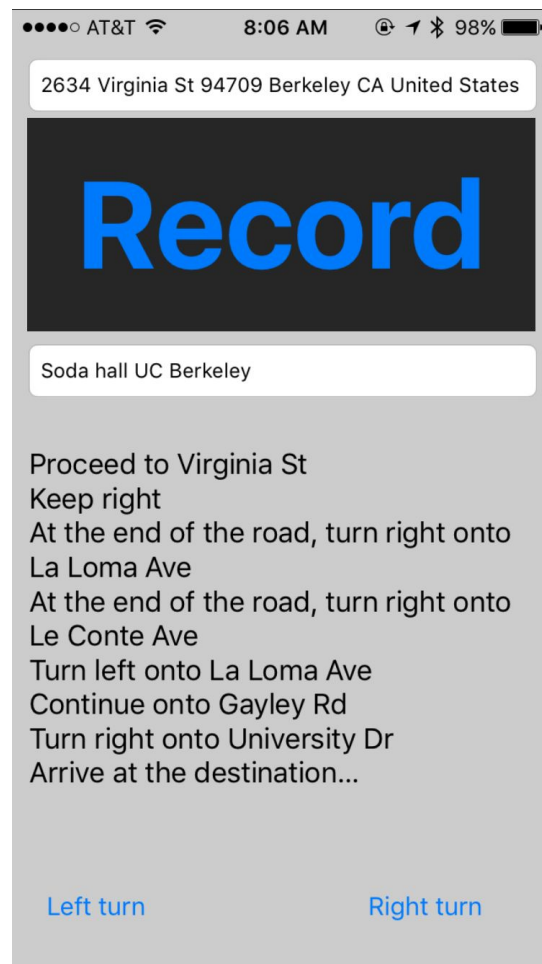 AT&T 8:06 AM 98%
2634 Virginia St 94709 Berkeley CA United States
Record
Soda hall UC Berkeley
Proceed to Virginia St
Keep right
At the end of the road, turn right onto
La Loma Ave
At the end of the road, turn right onto
Le Conte Ave
Turn left onto La Loma Ave
Continue onto Gayley Rd
Turn right onto University Dr
Arrive at the destination...
Left turn Right turn